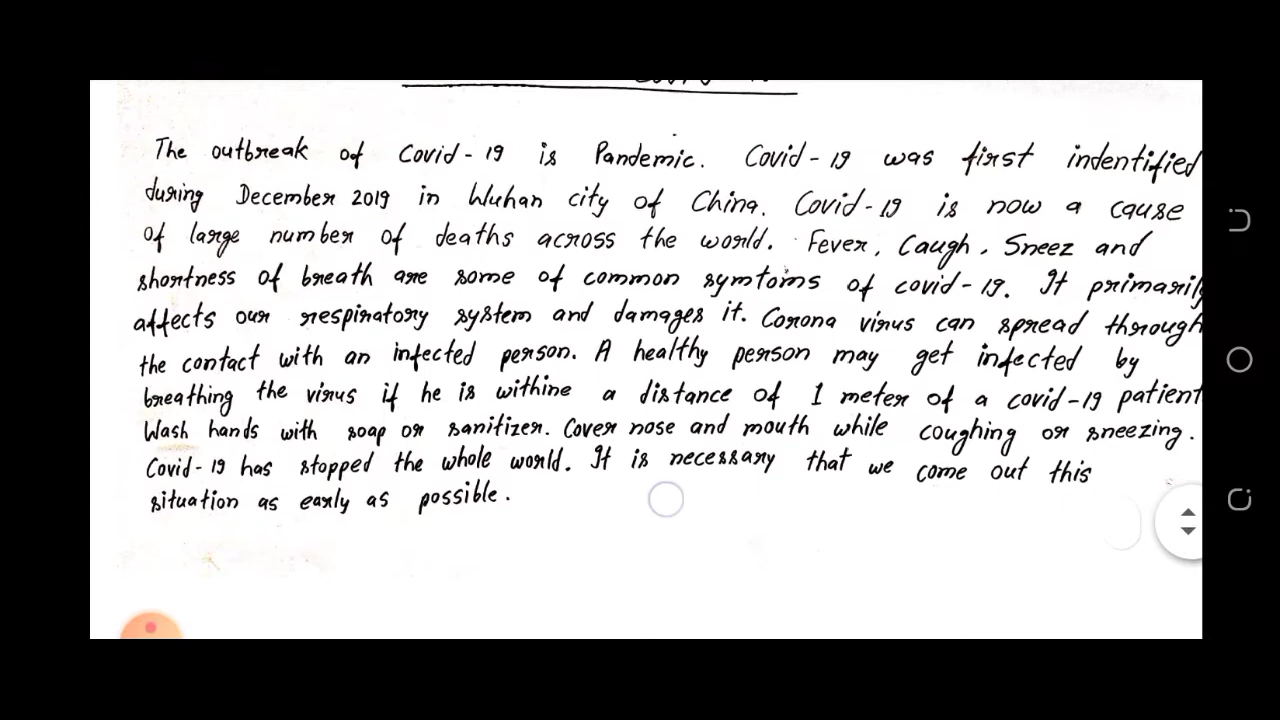 The outbreak of Covid-19 is Pandemic. Covid-19 was first indentified
during December 2019 in Wuhan city of China. Covid-19 is now a cause
of large number of deaths across the world. Fever, Caugh, Sneez and
shortness of breath are some of common symtoms of covid-19. It primarily
affects our respiratory system and damages it. Corona virus can spread through
the contact with an infected person. A healthy person may get infected by
breathing the virus if he is withine a distance of 1 meter of a covid-19 patient
Wash hands with soap or sanitizer. Cover nose and mouth while coughing or sneezing.
Covid-19 has stopped the whole world. It is necessary that we come out this
situation as early as possible.